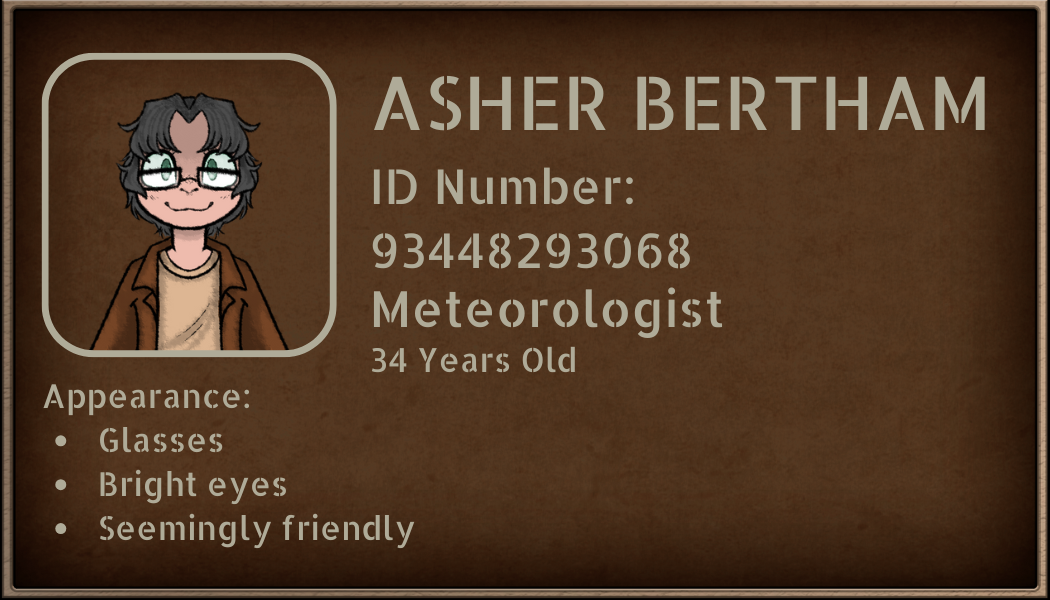 ASHER BERTHAM
ID Number:
93448293068
Meteorologist
34 Years Old
Appearance:
• Glasses
• Bright eyes
• Seemingly friendly